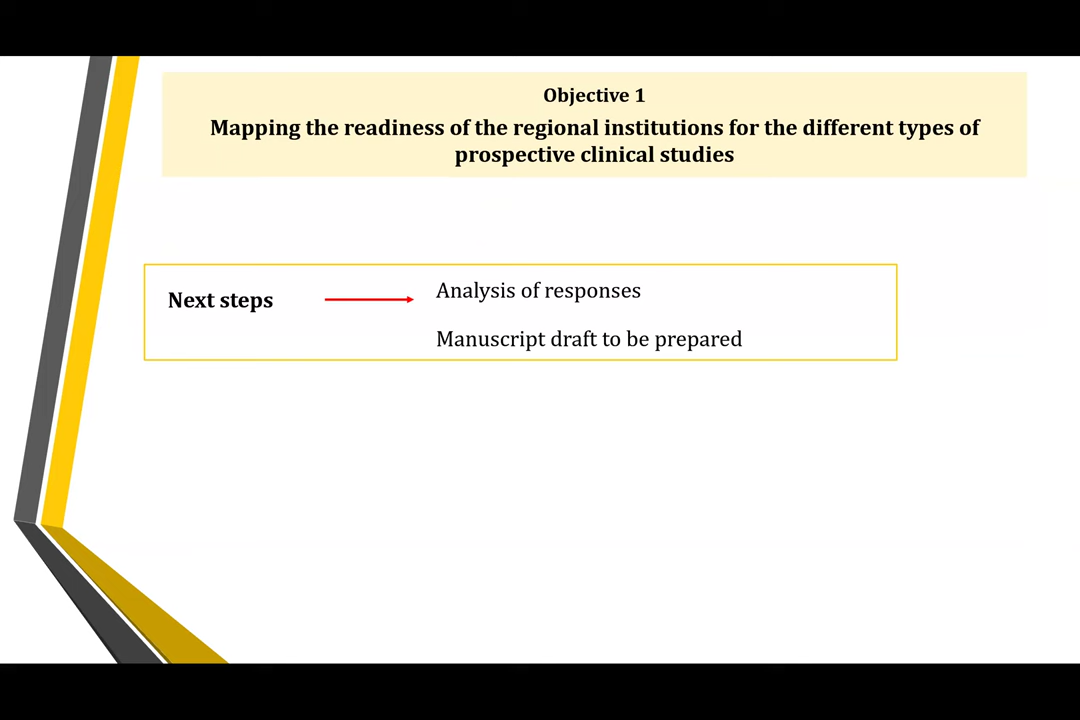 Objective 1
Mapping the readiness of the regional institutions for the different types of
prospective clinical studies
Next steps
Analysis of responses
Manuscript draft to be prepared